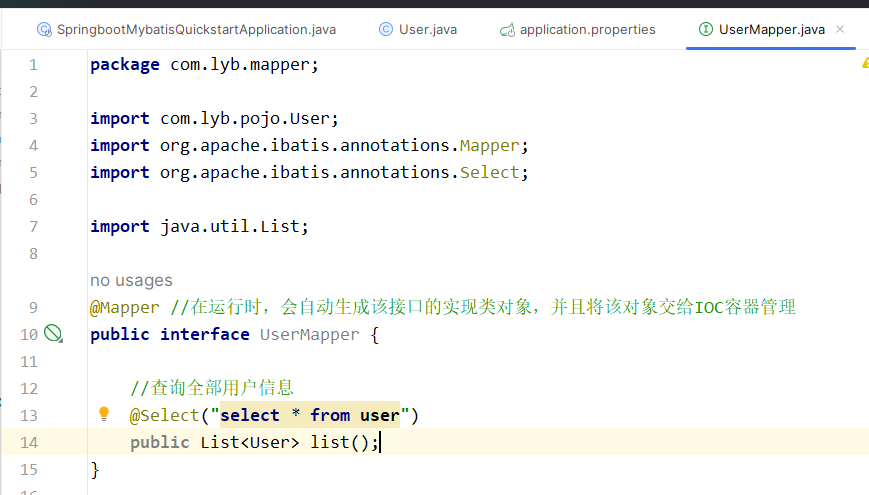 SpringbootMybatisQuickstartApplication.java User.java application.properties UserMapper.java
1 package com.lyb.mapper;
2
3 import com.lyb.pojo.User;
4 import org.apache.ibatis.annotations.Mapper;
5 import org.apache.ibatis.annotations.Select;
6
7 import java.util.List;
8
no usages
9 @Mapper //在运行时，会自动生成该接口的实现类对象，并且将该对象交给IOC容器管理
10 public interface UserMapper {
11
12 //查询全部用户信息
13 @Select("select * from user")
14 public List<User> list();
15 }
16